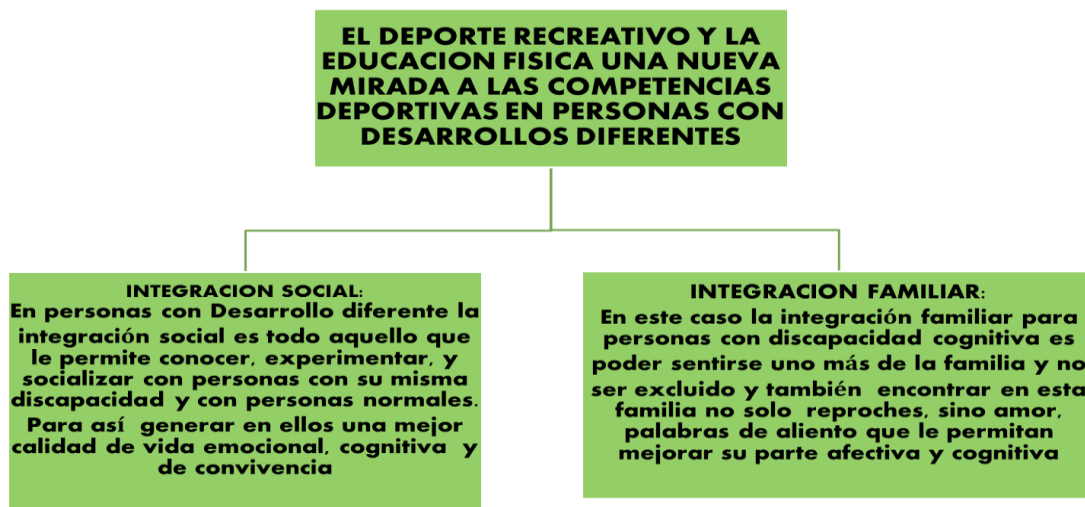 EL DEPORTE RECREATIVO Y LA
EDUCACION FISICA UNA NUEVA
MIRADA A LAS COMPETENCIAS
DEPORTIVAS EN PERSONAS CON
DESARROLLOS DIFERENTES
INTEGRACION SOCIAL:
En personas con Desarrollo diferente la
integración social es todo aquello que
le permite conocer, experimentar, y
socializar con personas con su misma
discapacidad y con personas normales.
Para así generar en ellos una mejor
calidad de vida emocional, cognitiva y
de convivencia
INTEGRACION FAMILIAR:
En este caso la integración familiar para
personas con discapacidad cognitiva es
poder sentirse uno más de la familia y no
ser excluido y también encontrar en esta
familia no solo reproches, sino amor,
palabras de aliento que le permitan
mejorar su parte afectiva y cognitiva